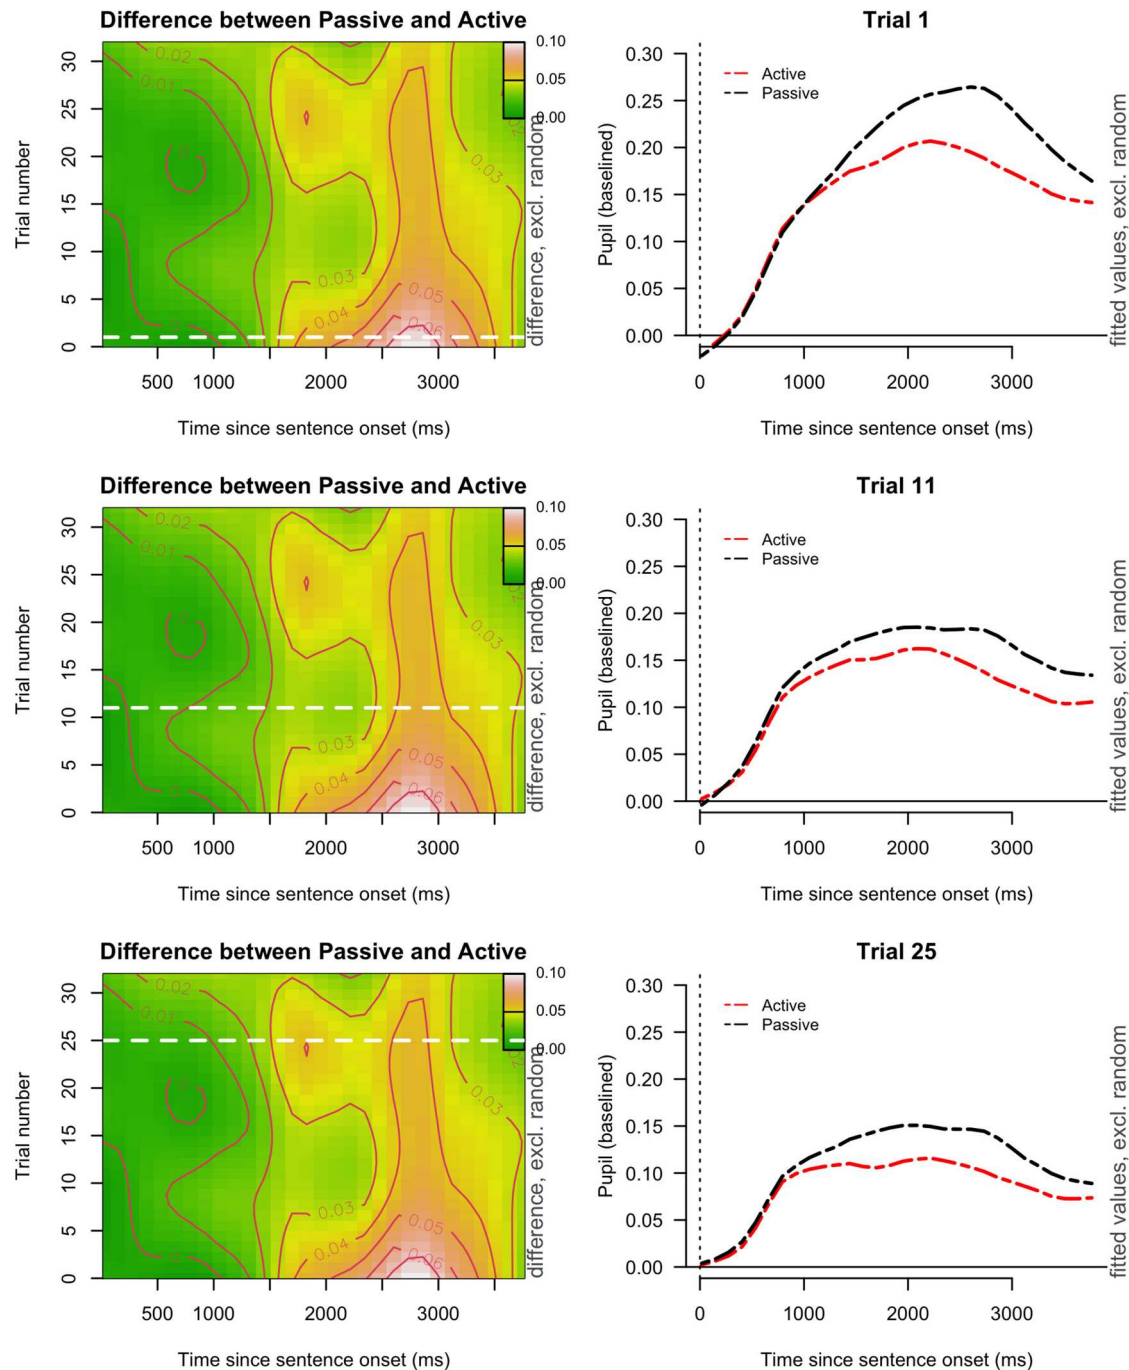 Difference between Passive and Active
Trial number
0 5 10 15 20 25 30
0.02
0.01
0
0.03
0.03
0.04
0.05
0.06
0.10
0.05
0.00
difference, excl. random
500 1000 2000 3000
Time since sentence onset (ms)
Trial 1
Pupil (baselined)
0.30
0.25
0.20
0.15
0.10
0.05
0.00
Active
Passive
fitted values, excl. random
0 1000 2000 3000
Time since sentence onset (ms)
Difference between Passive and Active
Trial number
0 5 10 15 20 25 30
0.02
0.01
0
0.03
0.03
0.04
0.05
0.06
0.10
0.05
0.00
difference, excl. random
500 1000 2000 3000
Time since sentence onset (ms)
Trial 11
Pupil (baselined)
0.30
0.25
0.20
0.15
0.10
0.05
0.00
Active
Passive
fitted values, excl. random
0 1000 2000 3000
Time since sentence onset (ms)
Difference between Passive and Active
Trial number
0 5 10 15 20 25 30
0.02
0.01
0
0.03
0.03
0.04
0.05
0.06
0.10
0.05
0.00
difference, excl. random
500 1000 2000 3000
Time since sentence onset (ms)
Trial 25
Pupil (baselined)
0.30
0.25
0.20
0.15
0.10
0.05
0.00
Active
Passive
fitted values, excl. random
0 1000 2000 3000
Time since sentence onset (ms)